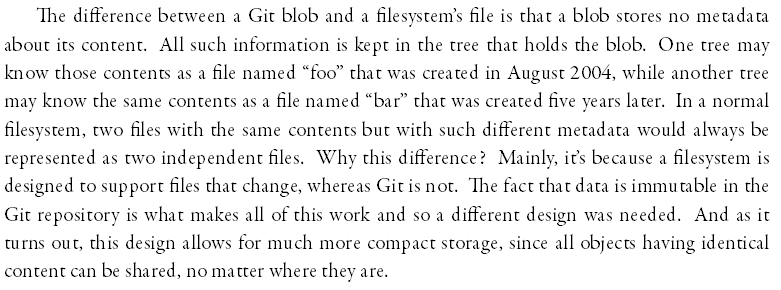 The difference between a Git blob and a filesystem’s file is that a blob stores no metadata
about its content. All such information is kept in the tree that holds the blob. One tree may
know those contents as a file named “foo” that was created in August 2004, while another tree
may know the same contents as a file named “bar” that was created five years later. In a normal
filesystem, two files with the same contents but with such different metadata would always be
represented as two independent files. Why this difference? Mainly, it’s because a filesystem is
designed to support files that change, whereas Git is not. The fact that data is immutable in the
Git repository is what makes all of this work and so a different design was needed. And as it
turns out, this design allows for much more compact storage, since all objects having identical
content can be shared, no matter where they are.